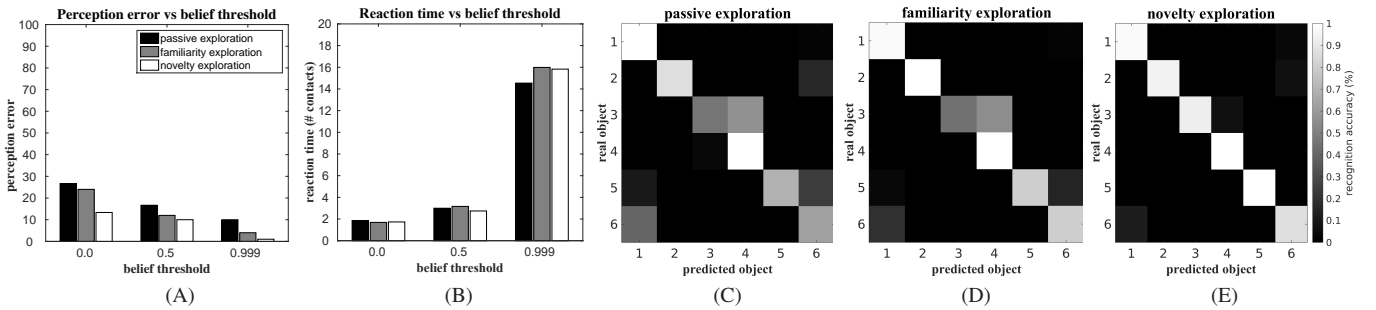 Perception error vs belief threshold
100
90
80
70
60
50
40
30
20
10
0
perception error
passive exploration
familiarity exploration
novelty exploration
0.0 0.5 0.999
belief threshold
(A)
Reaction time vs belief threshold
20
18
16
14
12
10
8
6
4
2
0
reaction time (# contacts)
0.0 0.5 0.999
belief threshold
(B)
passive exploration
real object
1
2
3
4
5
6
1 2 3 4 5 6
predicted object
(C)
familiarity exploration
real object
1
2
3
4
5
6
1 2 3 4 5 6
predicted object
(D)
novelty exploration
real object
1
2
3
4
5
6
1 2 3 4 5 6
predicted object
(E)
1
0.9
0.8
0.7
0.6
0.5
0.4
0.3
0.2
0.1
0
recognition accuracy (%)